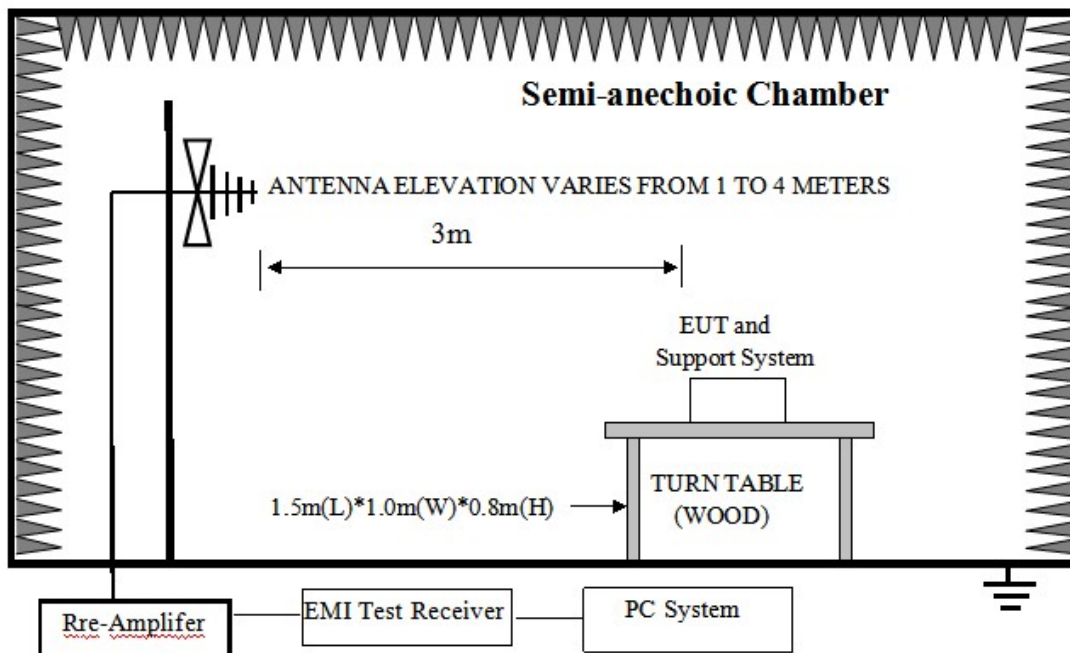 Semi-anechoic Chamber
ANTENNA ELEVATION VARIES FROM 1 TO 4 METERS
3m
EUT and
Support System
1.5m(L)*1.0m(W)*0.8m(H)
TURN TABLE
(WOOD)
Rre-Amplifer
EMI Test Receiver
PC System